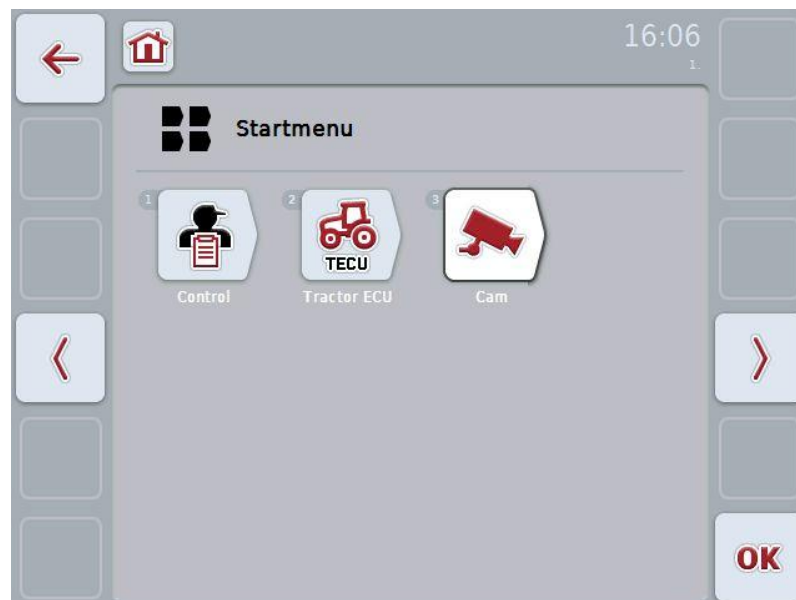 16:06
1.
Startmenu
1 2 3
TECU
Control Tractor ECU Cam
OK